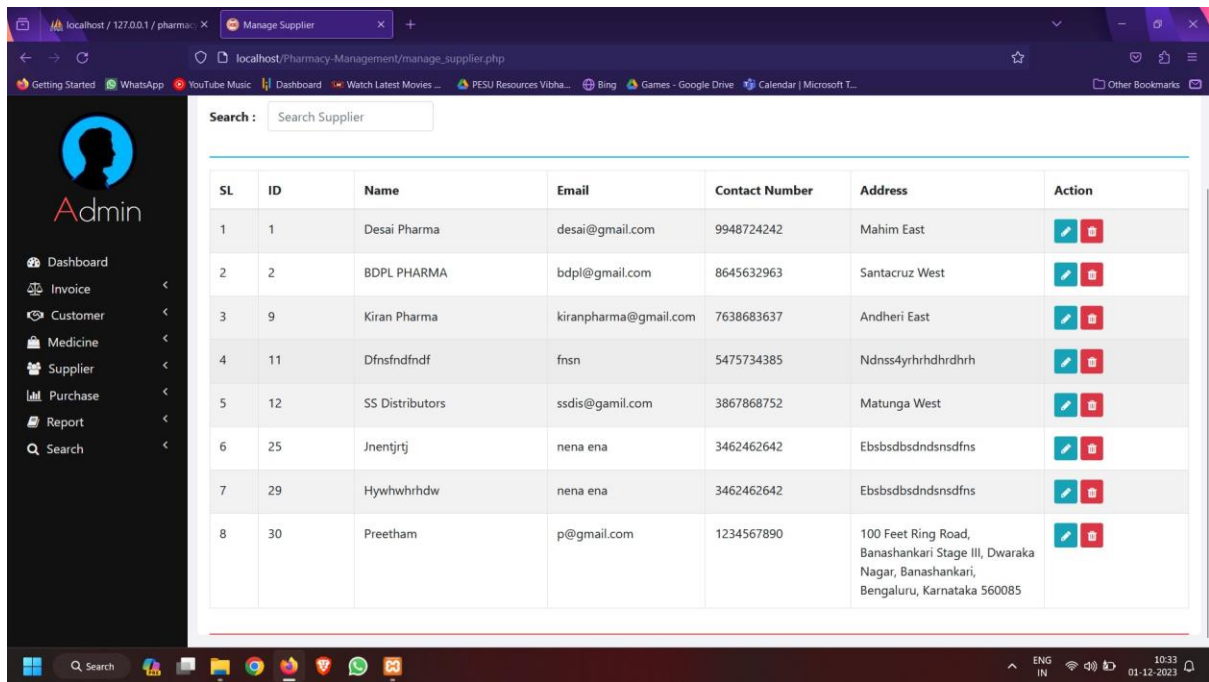 localhost / 127.0.0.1 / pharmac
Manage Supplier
localhost/Pharmacy-Management/manage_supplier.php
Getting Started WhatsApp YouTube Music Dashboard Watch Latest Movies ... PESU Resources Vibha... Bing Games - Google Drive Calendar | Microsoft T... Other Bookmarks
Admin
Dashboard
Invoice
Customer
Medicine
Supplier
Purchase
Report
Search
Search : Search Supplier
SL ID Name Email Contact Number Address Action
1 1 Desai Pharma desai@gmail.com 9948724242 Mahim East
2 2 BDPL PHARMA bdpl@gmail.com 8645632963 Santacruz West
3 9 Kiran Pharma kiranpharma@gmail.com 7638683637 Andheri East
4 11 Dfnsfndfndf fnsn 5475734385 Ndnss4yrhrhdhrdhrh
5 12 SS Distributors ssdis@gamil.com 3867868752 Matunga West
6 25 Jnentjrtj nena ena 3462462642 Ebsbsdbsdndsnsdfns
7 29 Hywhwhrhdw nena ena 3462462642 Ebsbsdbsdndsnsdfns
8 30 Preetham p@gmail.com 1234567890 100 Feet Ring Road,
Banashankari Stage III, Dwaraka
Nagar, Banashankari,
Bengaluru, Karnataka 560085
Search
ENG
IN
10:33
01-12-2023